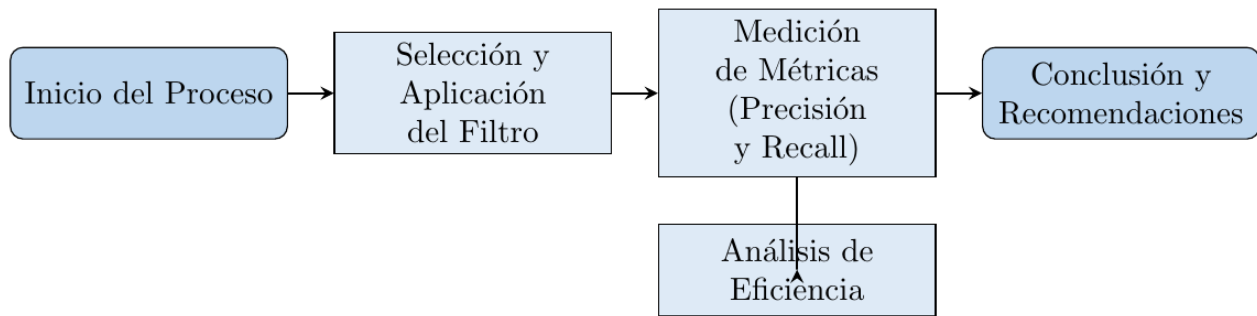 Inicio del Proceso
Selección y
Aplicación
del Filtro
Medición
de Métricas
(Precisión
y Recall)
Conclusión y
Recomendaciones
Análisis de
Eficiencia